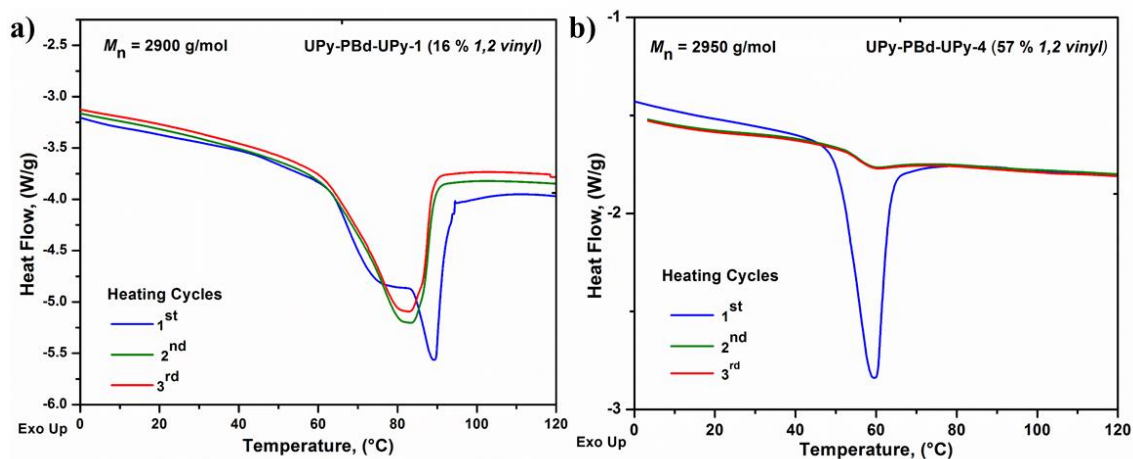 a)
Mn = 2900 g/mol
UPy-PBd-UPy-1 (16 % 1,2 vinyl)
-2.5
-3.0
-3.5
-4.0
-4.5
-5.0
-5.5
-6.0
Heat Flow, (W/g)
Heating Cycles
1st
2nd
3rd
0
20
40
60
80
100
120
Exo Up
Temperature, (°C)
b)
Mn = 2950 g/mol
UPy-PBd-UPy-4 (57 % 1,2 vinyl)
-1
-2
-3
Heat Flow, (W/g)
Heating Cycles
1st
2nd
3rd
0
20
40
60
80
100
120
Exo Up
Temperature, (°C)